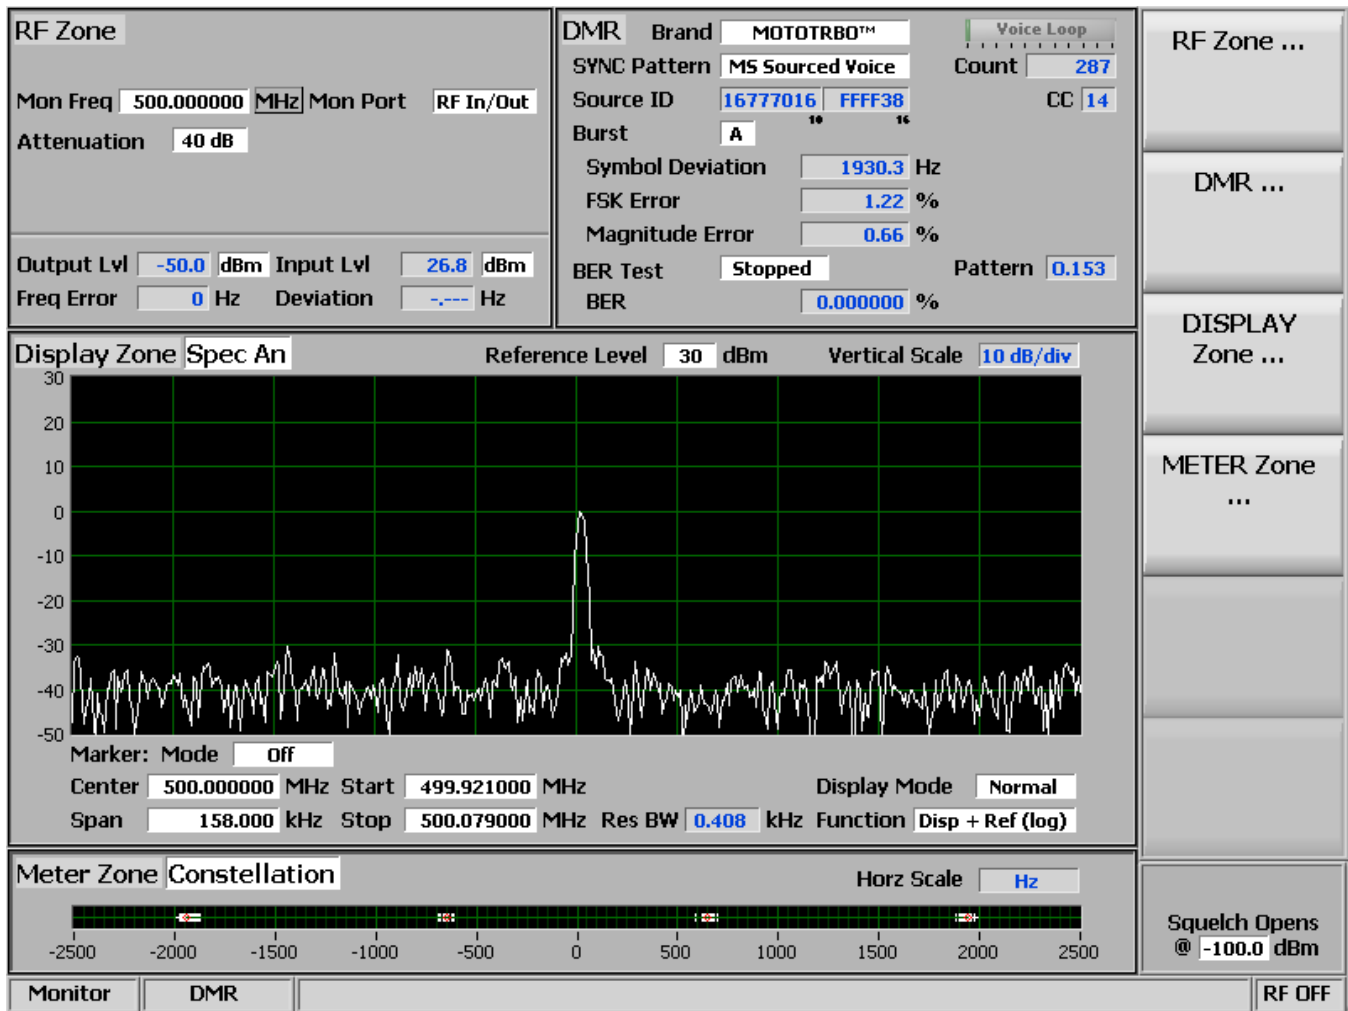 RF Zone
Mon Freq 500.000000 MHz Mon Port RF In/Out
Attenuation 40 dB
Output Lvl -50.0 dBm Input Lvl 26.8 dBm
Freq Error 0 Hz Deviation -.--- Hz
DMR Brand MOTOTRBO™ Voice Loop
SYNC Pattern MS Sourced Voice Count 287
Source ID 16777016 FFFF38 CC 14
10 16
Burst A
Symbol Deviation 1930.3 Hz
FSK Error 1.22 %
Magnitude Error 0.66 %
BER Test Stopped Pattern 0.153
BER 0.000000 %
Display Zone Spec An Reference Level 30 dBm Vertical Scale 10 dB/div
30
20
10
0
-10
-20
-30
-40
-50
Marker: Mode Off
Center 500.000000 MHz Start 499.921000 MHz Display Mode Normal
Span 158.000 kHz Stop 500.079000 MHz Res BW 0.408 kHz Function Disp + Ref (log)
Meter Zone Constellation Horz Scale Hz
-2500 -2000 -1500 -1000 -500 0 500 1000 1500 2000 2500
Monitor DMR RF OFF
RF Zone ...
DMR ...
DISPLAY
Zone ...
METER Zone
...
Squelch Opens
@ -100.0 dBm